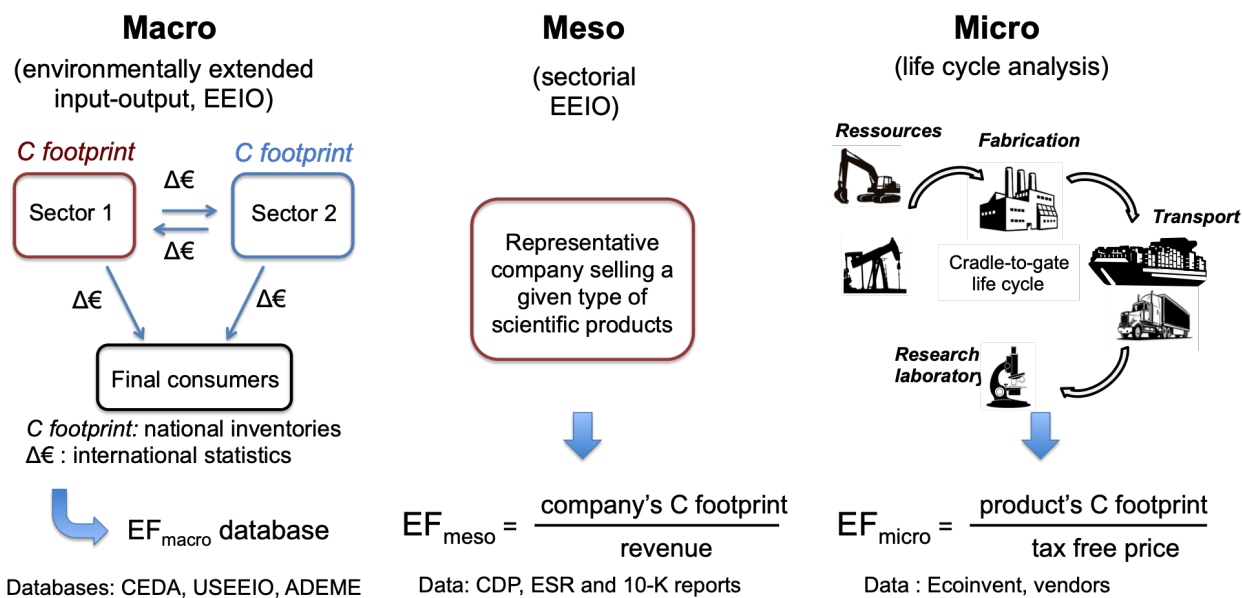 Macro
(environmentally extended
input-output, EEIO)
C footprint
C footprint
Δ€
Sector 1
Sector 2
Δ€
Δ€
Δ€
Final consumers
C footprint: national inventories
Δ€ : international statistics
EFmacro database
Databases: CEDA, USEEIO, ADEME
Meso
(sectorial
EEIO)
Representative
company selling a
given type of
scientific products
EFmeso = company's C footprint
revenue
Data: CDP, ESR and 10-K reports
Micro
(life cycle analysis)
Ressources
Fabrication
Transport
Cradle-to-gate
life cycle
Research
laboratory
EFmicro = product's C footprint
tax free price
Data : Ecoinvent, vendors